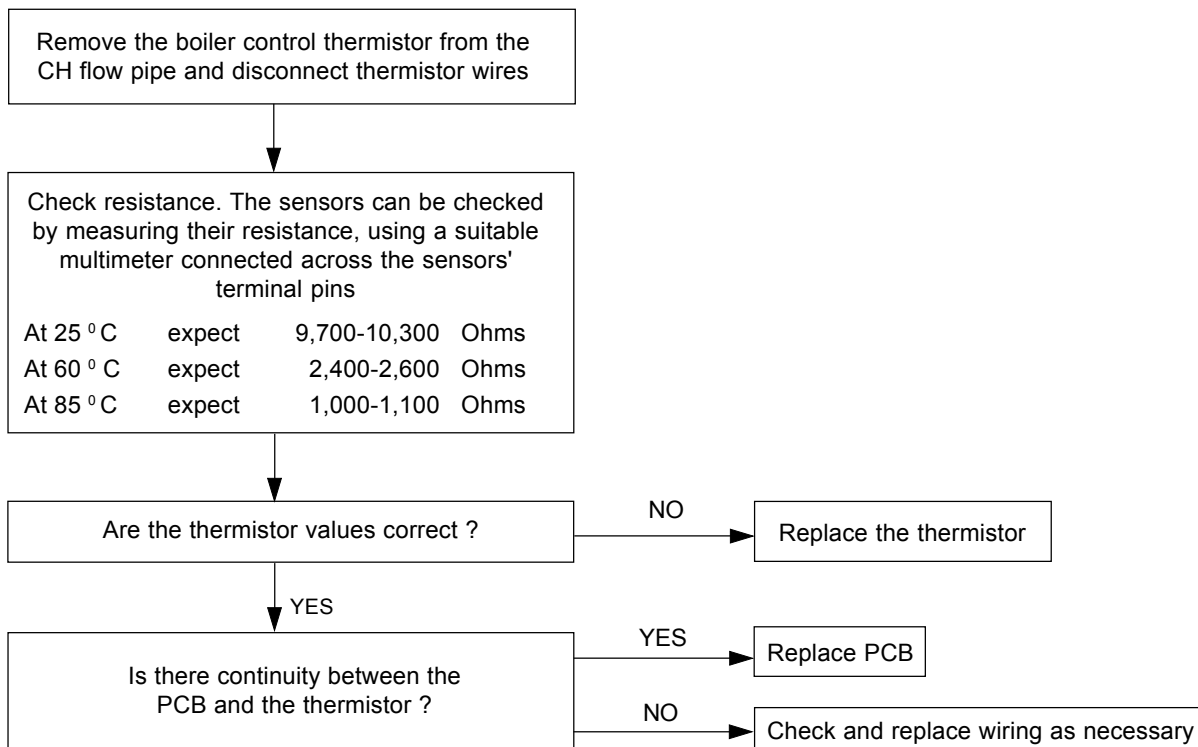 Remove the boiler control thermistor from the
CH flow pipe and disconnect thermistor wires
Check resistance. The sensors can be checked
by measuring their resistance, using a suitable
multimeter connected across the sensors'
terminal pins
At 25 ⁰ C expect 9,700-10,300 Ohms
At 60 ⁰ C expect 2,400-2,600 Ohms
At 85 ⁰ C expect 1,000-1,100 Ohms
Are the thermistor values correct ?
NO
Replace the thermistor
YES
Is there continuity between the
PCB and the thermistor ?
YES
Replace PCB
NO
Check and replace wiring as necessary